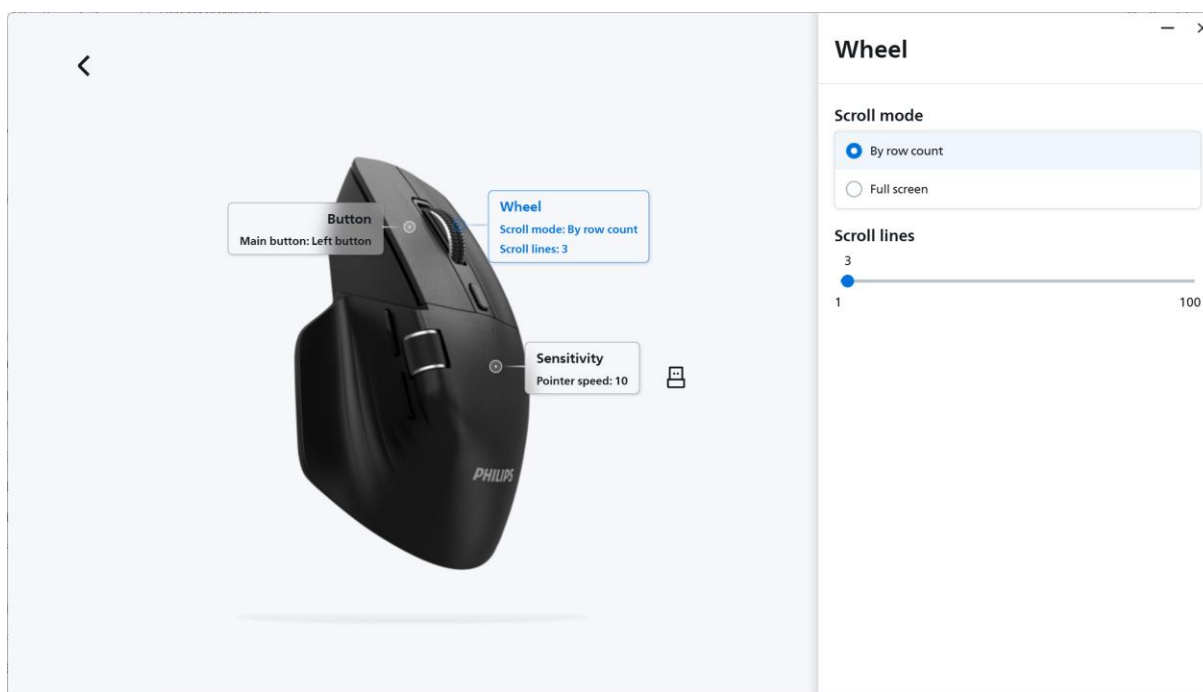 Button
Main button: Left button
Wheel
Scroll mode: By row count
Scroll lines: 3
Sensitivity
Pointer speed: 10
PHILIPS
Wheel
Scroll mode
By row count
Full screen
Scroll lines
3
1 100